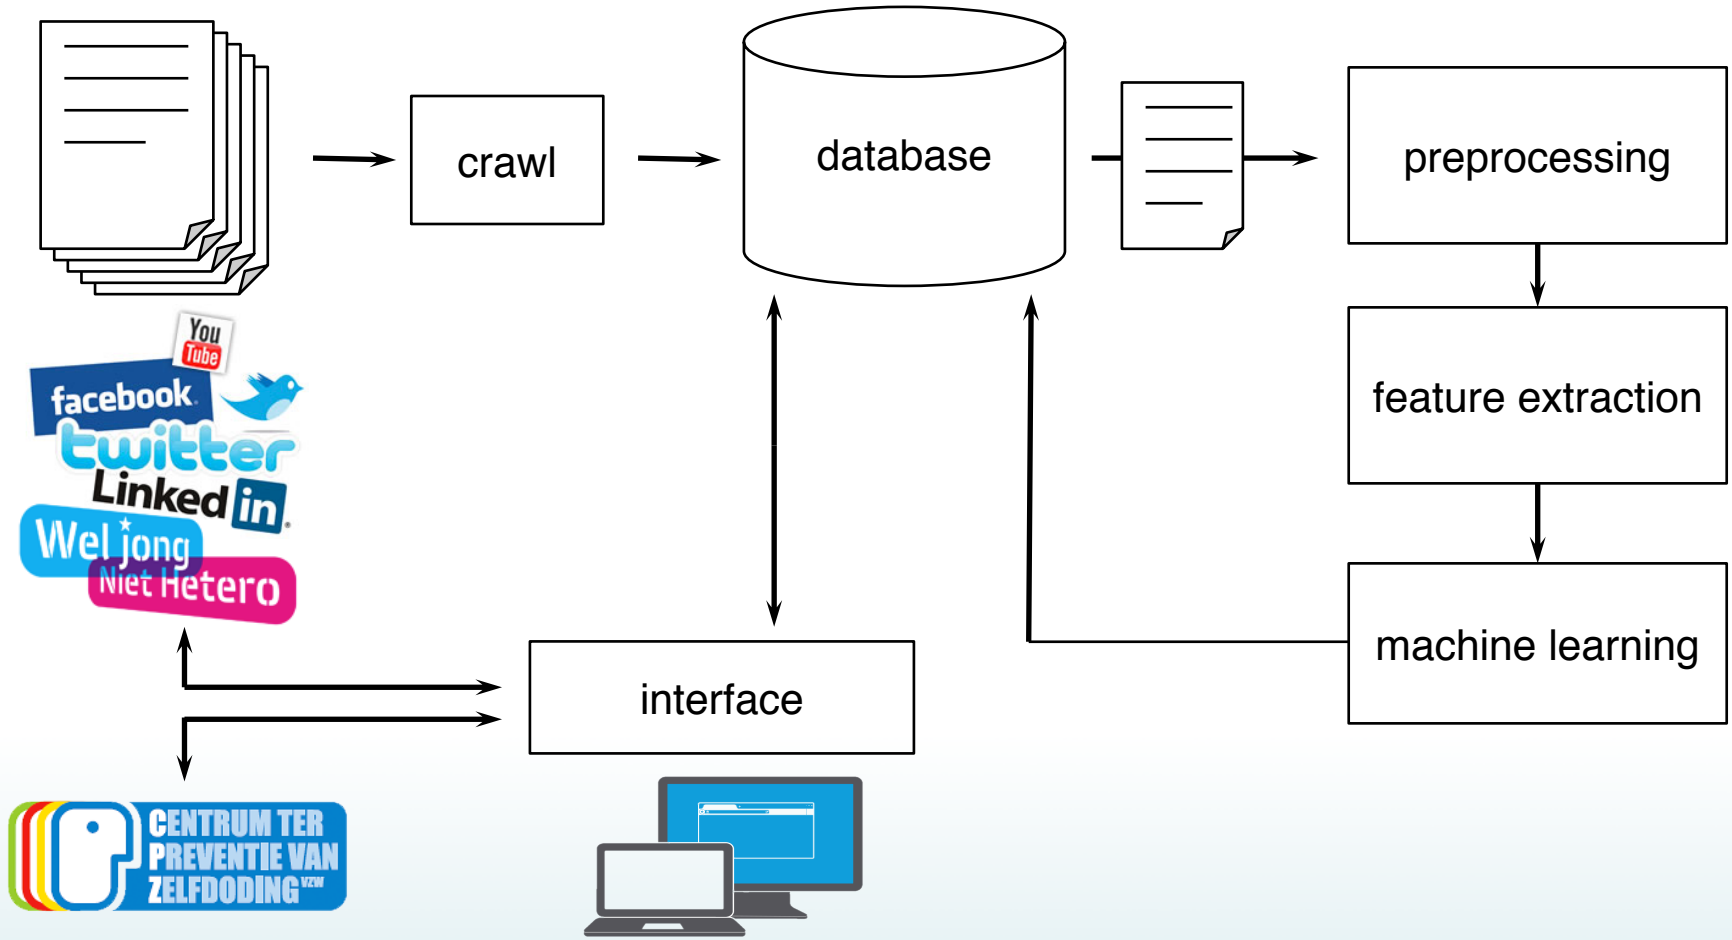 crawl
database
preprocessing
feature extraction
machine learning
interface
You
Tube
facebook
twitter
Linked in
Wel jong
Niet Hetero
CENTRUM TER
PREVENTIE VAN
ZELFDODING VZW